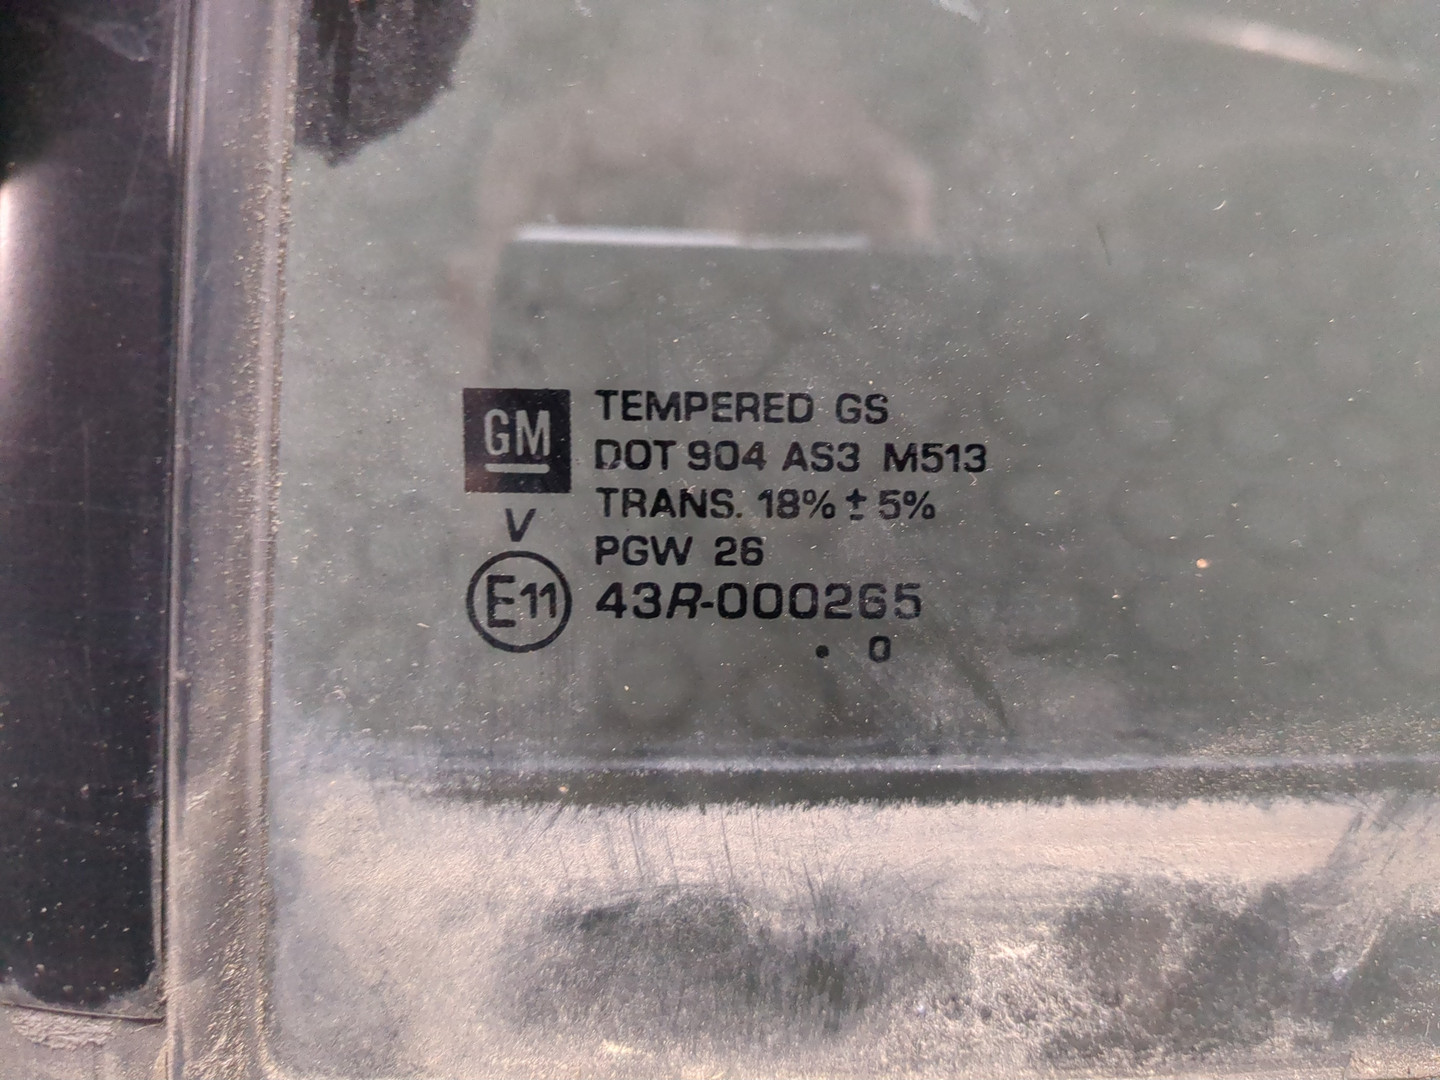 GM TEMPERED GS
DOT 904 AS3 M513
TRANS. 18% ± 5%
V PGW 26
E11 43R-000265
. 0